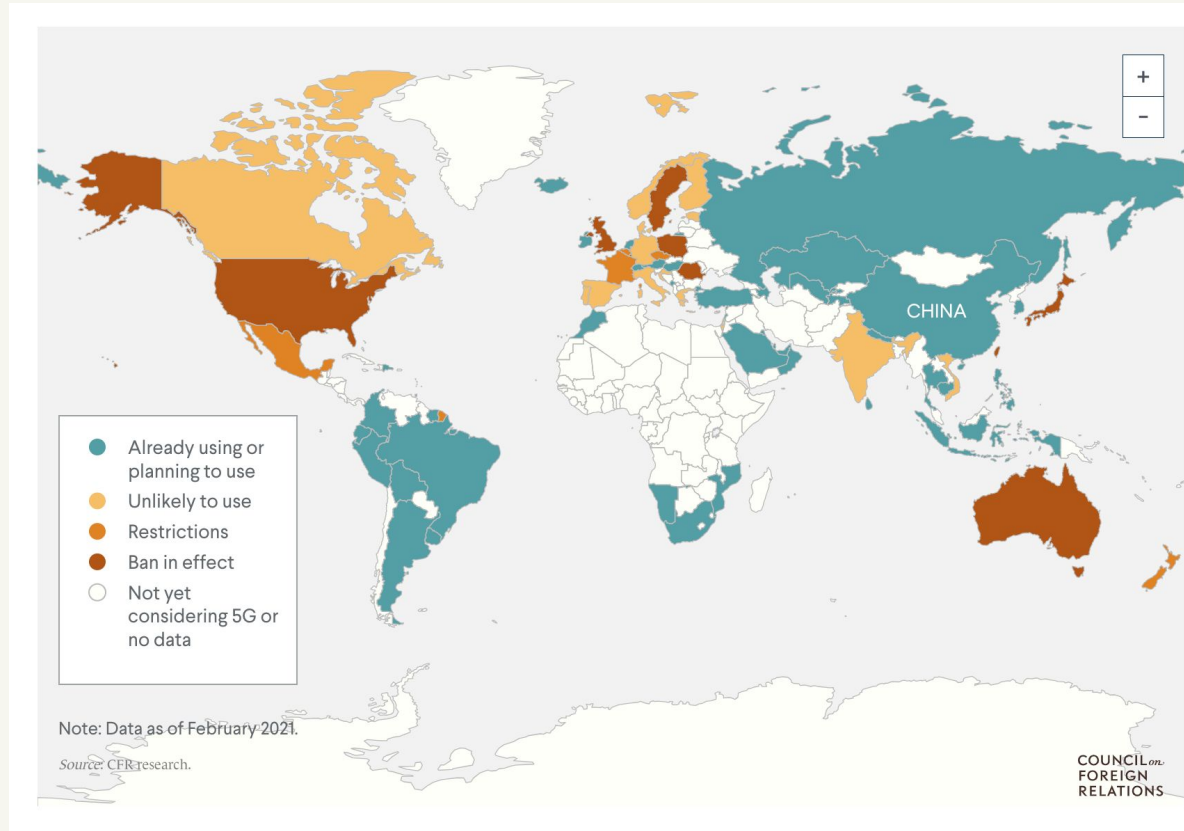 +
−
CHINA
Already using or
planning to use
Unlikely to use
Restrictions
Ban in effect
Not yet
considering 5G or
no data
Note: Data as of February 2021.
Source: CFR research.
COUNCIL on
FOREIGN
RELATIONS